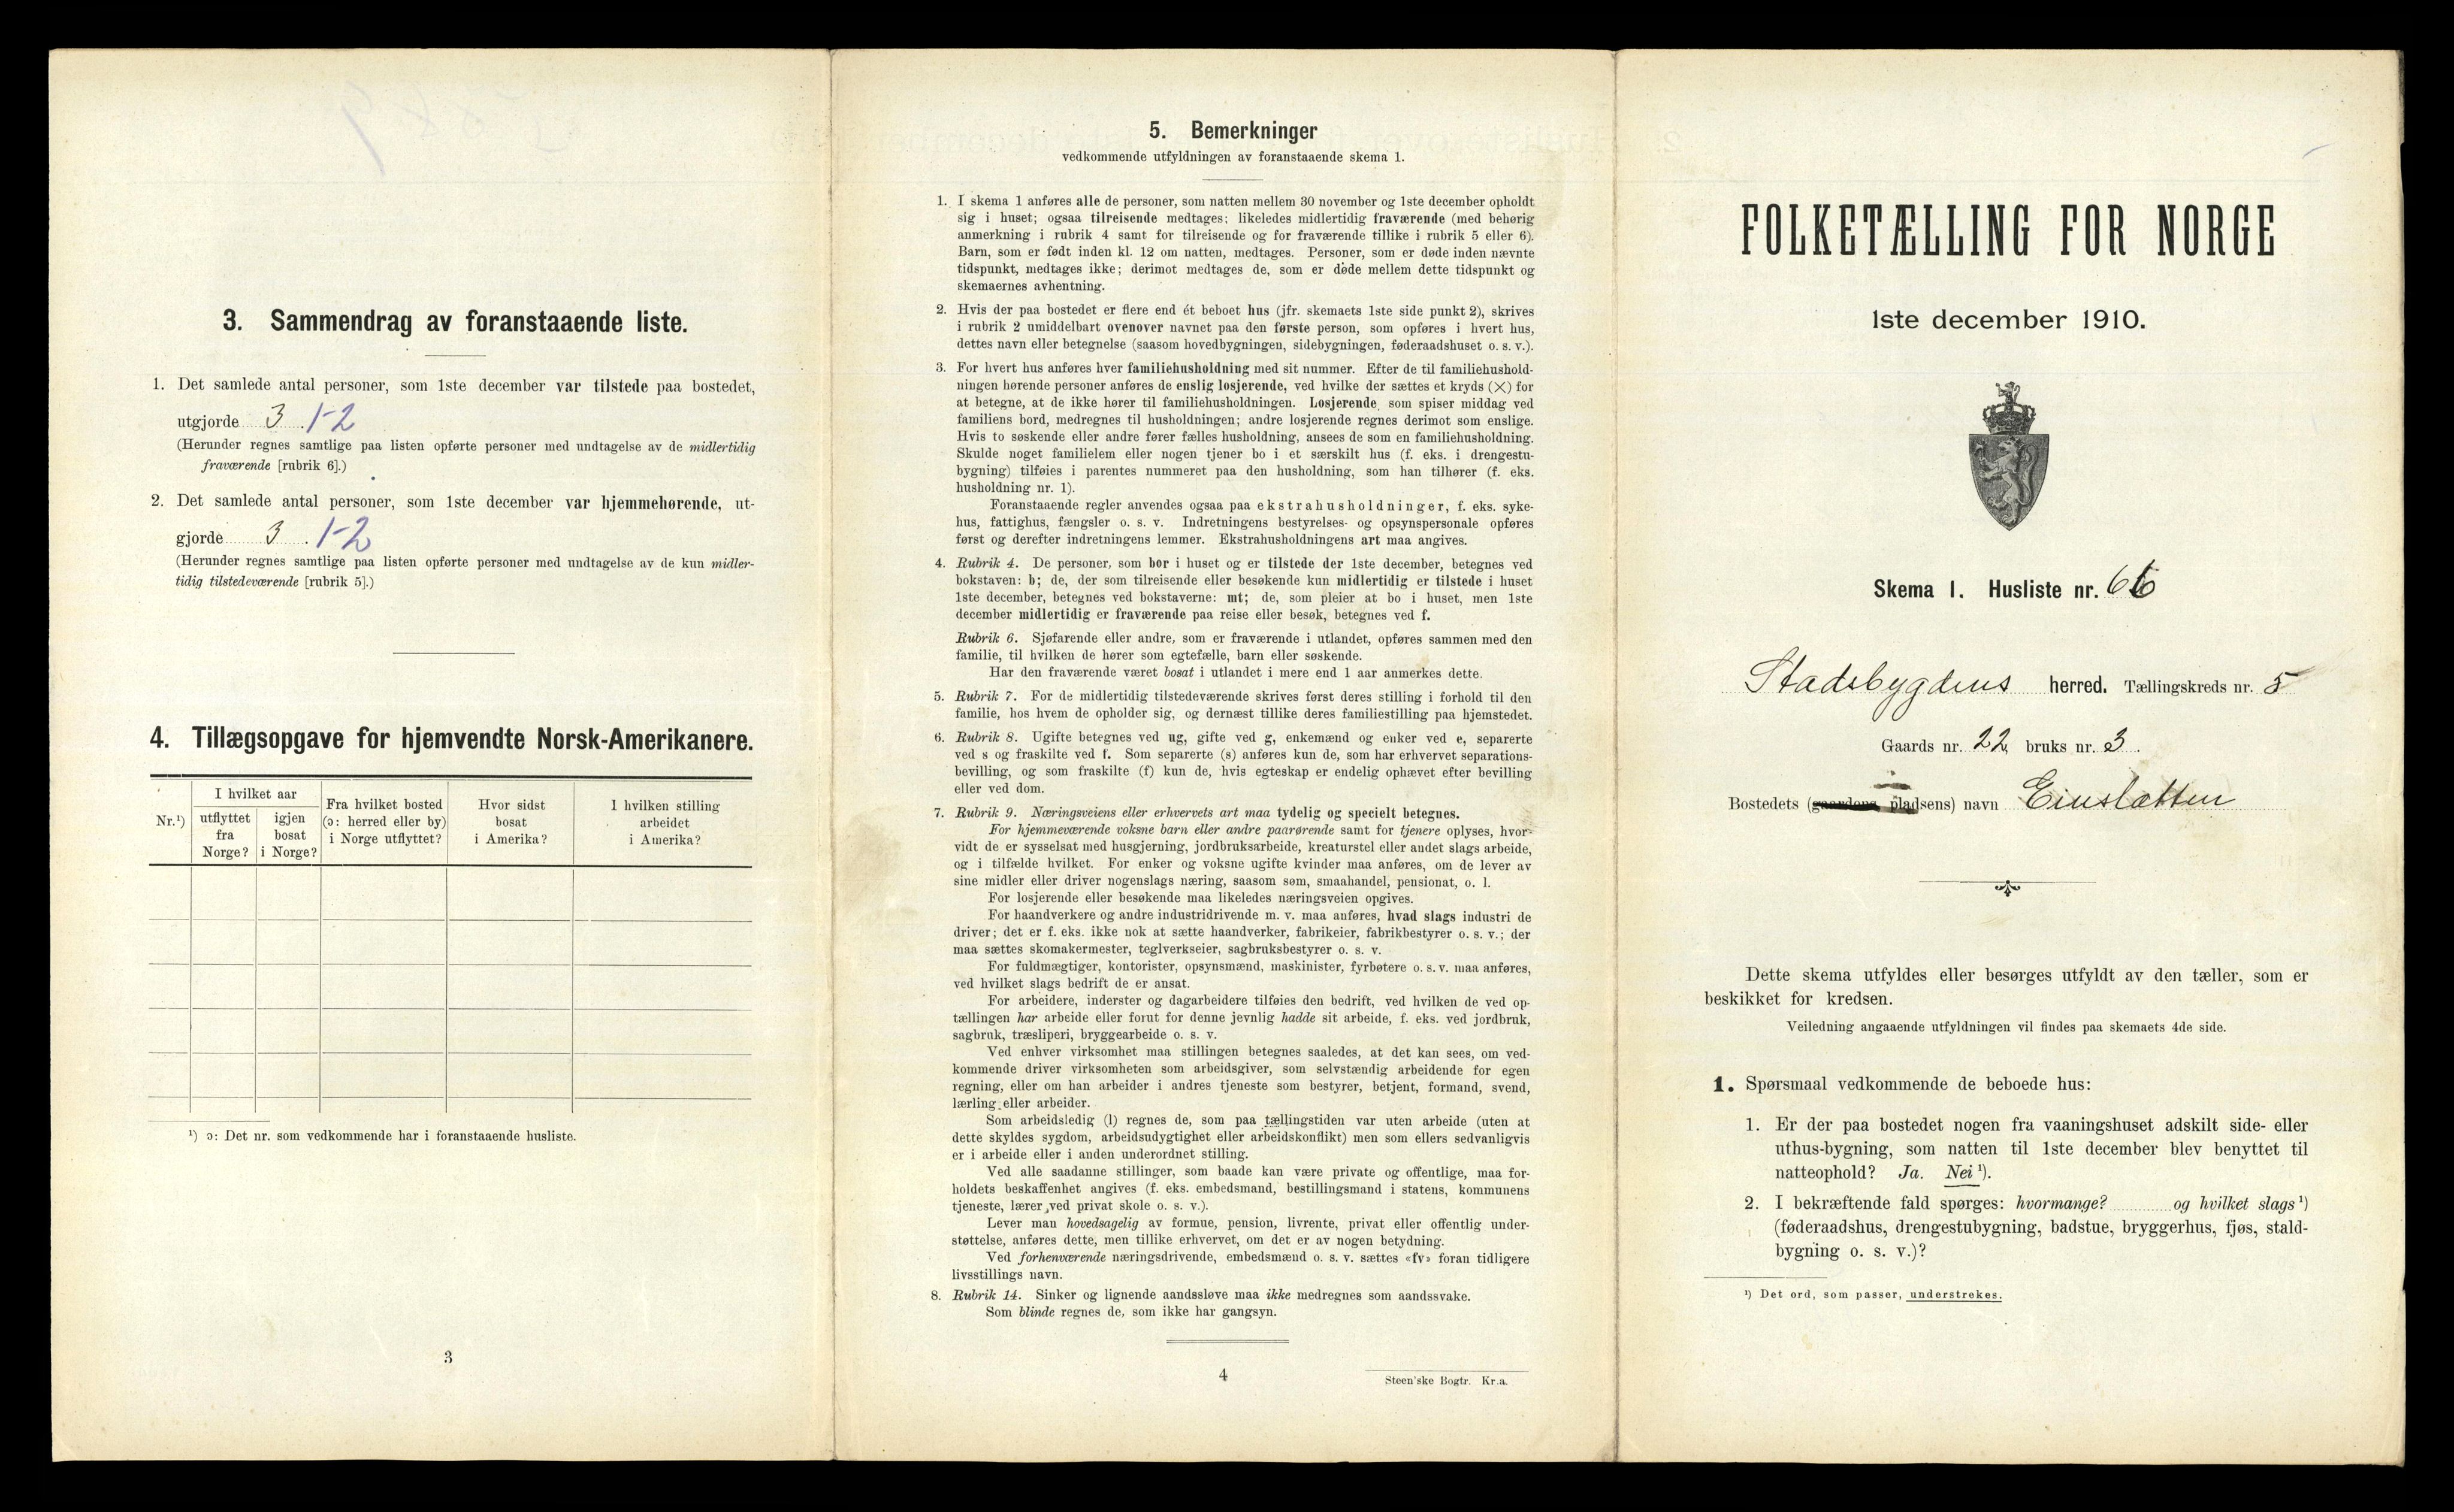 3. Sammendrag av foranstaaende liste.
1. Det samlede antal personer, som 1ste december var tilstede paa bostedet,
utgjorde 3 1-2
(Herunder regnes samtlige paa listen opførte personer med undtagelse av de midlertidig
fraværende [rubrik 6].)
2. Det samlede antal personer, som 1ste december var hjemmehørende, ut-
gjorde 3 . 1-2
(Herunder regnes samtlige paa listen opførte personer med undtagelse av de kun midler-
tidig tilstedeværende [rubrik 5].)
4. Tillægsopgave for hjemvendte Norsk-Amerikanere.
Nr.¹)
I hvilket aar
utflyttet
fra
Norge?
igjen
bosat
i Norge?
Fra hvilket bosted
(ɔ: herred eller by)
i Norge utflyttet?
Hvor sidst
bosat
i Amerika?
I hvilken stilling
arbeidet
i Amerika?
¹) ɔ: Det nr. som vedkommende har i foranstaaende husliste.
3
5. Bemerkninger
vedkommende utfyldningen av foranstaaende skema 1.
1. I skema 1 anføres alle de personer, som natten mellem 30 november og 1ste december opholdt
sig i huset; ogsaa tilreisende medtages; likeledes midlertidig fraværende (med behørig
anmerkning i rubrik 4 samt for tilreisende og for fraværende tillike i rubrik 5 eller 6).
Barn, som er født inden kl. 12 om natten, medtages. Personer, som er døde inden nævnte
tidspunkt, medtages ikke; derimot medtages de, som er døde mellem dette tidspunkt og
skemaernes avhentning.
2. Hvis der paa bostedet er flere end ét beboet hus (jfr. skemaets 1ste side punkt 2), skrives
i rubrik 2 umiddelbart ovenover navnet paa den første person, som opføres i hvert hus,
dettes navn eller betegnelse (saasom hovedbygningen, sidebygningen, føderaadshuset o. s. v.).
3. For hvert hus anføres hver familiehusholdning med sit nummer. Efter de til familiehushold-
ningen hørende personer anføres de enslig losjerende, ved hvilke der sættes et kryds (×) for
at betegne, at de ikke hører til familiehusholdningen. Losjerende som spiser middag ved
familiens bord, medregnes til husholdningen; andre losjerende regnes derimot som enslige.
Hvis to søskende eller andre fører fælles husholdning, ansees de som en familiehusholdning.
Skulde noget familielem eller nogen tjener bo i et særskilt hus (f. eks. i drengestu-
bygning) tilføies i parentes nummeret paa den husholdning, som han tilhører (f. eks.
husholdning nr. 1).
Foranstaaende regler anvendes ogsaa paa ekstrahusholdninger, f. eks. syke-
hus, fattighus, fængsler o. s. v. Indretningens bestyrelses- og opsynspersonale opføres
først og derefter indretningens lemmer. Ekstrahusholdningens art maa angives.
4. Rubrik 4. De personer, som bor i huset og er tilstede der 1ste december, betegnes ved
bokstaven: b; de, der som tilreisende eller besøkende kun midlertidig er tilstede i huset
1ste december, betegnes ved bokstaverne: mt; de, som pleier at bo i huset, men 1ste
december midlertidig er fraværende paa reise eller besøk, betegnes ved f.
Rubrik 6. Sjøfarende eller andre, som er fraværende i utlandet, opføres sammen med den
familie, til hvilken de hører som egtefælle, barn eller søskende.
Har den fraværende været bosat i utlandet i mere end 1 aar anmerkes dette.
5. Rubrik 7. For de midlertidig tilstedeværende skrives først deres stilling i forhold til den
familie, hos hvem de opholder sig, og dernæst tillike deres familiestilling paa hjemstedet.
6. Rubrik 8. Ugifte betegnes ved ug, gifte ved g, enkemænd og enker ved e, separerte
ved s og fraskilte ved f. Som separerte (s) anføres kun de, som har erhvervet separations-
bevilling, og som fraskilte (f) kun de, hvis egteskap er endelig ophævet efter bevilling
eller ved dom.
7. Rubrik 9. Næringsveiens eller erhvervets art maa tydelig og specielt betegnes.
For hjemmeværende voksne barn eller andre paarørende samt for tjenere oplyses, hvor-
vidt de er sysselsat med husgjerning, jordbruksarbeide, kreaturstel eller andet slags arbeide,
og i tilfælde hvilket. For enker og voksne ugifte kvinder maa anføres, om de lever av
sine midler eller driver nogenslags næring, saasom søm, smaahandel, pensionat, o. l.
For losjerende eller besøkende maa likeledes næringsveien opgives.
For haandverkere og andre industridrivende m. v. maa anføres, hvad slags industri de
driver; det er f. eks. ikke nok at sætte haandverker, fabrikeier, fabrikbestyrer o. s. v.; der
maa sættes skomakermester, teglverkseier, sagbruksbestyrer o. s. v.
For fuldmægtiger, kontorister, opsynsmænd, maskinister, fyrbøtere o. s. v. maa anføres,
ved hvilket slags bedrift de er ansat.
For arbeidere, inderster og dagarbeidere tilføies den bedrift, ved hvilken de ved op-
tællingen har arbeide eller forut for denne jevnlig hadde sit arbeide, f. eks. ved jordbruk,
sagbruk, træsliperi, bryggearbeide o. s. v.
Ved enhver virksomhet maa stillingen betegnes saaledes, at det kan sees, om ved-
kommende driver virksomheten som arbeidsgiver, som selvstændig arbeidende for egen
regning, eller om han arbeider i andres tjeneste som bestyrer, betjent, formand, svend,
lærling eller arbeider.
Som arbeidsledig (l) regnes de, som paa tællingstiden var uten arbeide (uten at
dette skyldes sygdom, arbeidsudygtighet eller arbeidskonflikt) men som ellers sedvanligvis
er i arbeide eller i anden underordnet stilling.
Ved alle saadanne stillinger, som baade kan være private og offentlige, maa for-
holdets beskaffenhet angives (f. eks. embedsmand, bestillingsmand i statens, kommunens
tjeneste, lærer ved privat skole o. s. v.).
Lever man hovedsagelig av formue, pension, livrente, privat eller offentlig under-
støttelse, anføres dette, men tillike erhvervet, om det er av nogen betydning.
Ved forhenværende næringsdrivende, embedsmænd o. s. v. sættes «fv» foran tidligere
livsstillings navn.
8. Rubrik 14. Sinker og lignende aandssløve maa ikke medregnes som aandssvake.
Som blinde regnes de, som ikke har gangsyn.
4
Steen'ske Bogtr. Kr.a.
FOLKETÆLLING FOR NORGE
1ste december 1910.
Skema 1. Husliste nr. 66
Stadsbygdens herred. Tællingskreds nr. 5
Gaards nr. 22, bruks nr. 3.
Bostedets (gaardens pladsens) navn Einslætten
Dette skema utfyldes eller besørges utfyldt av den tæller, som er
beskikket for kredsen.
Veiledning angaaende utfyldningen vil findes paa skemaets 4de side.
1. Spørsmaal vedkommende de beboede hus:
1. Er der paa bostedet nogen fra vaaningshuset adskilt side- eller
uthus-bygning, som natten til 1ste december blev benyttet til
natteophold? Ja. Nei ¹).
2. I bekræftende fald spørges: hvormange? og hvilket slags ¹)
(føderaadshus, drengestubygning, badstue, bryggerhus, fjøs, stald-
bygning o. s. v.)?
¹) Det ord, som passer, understrekes.